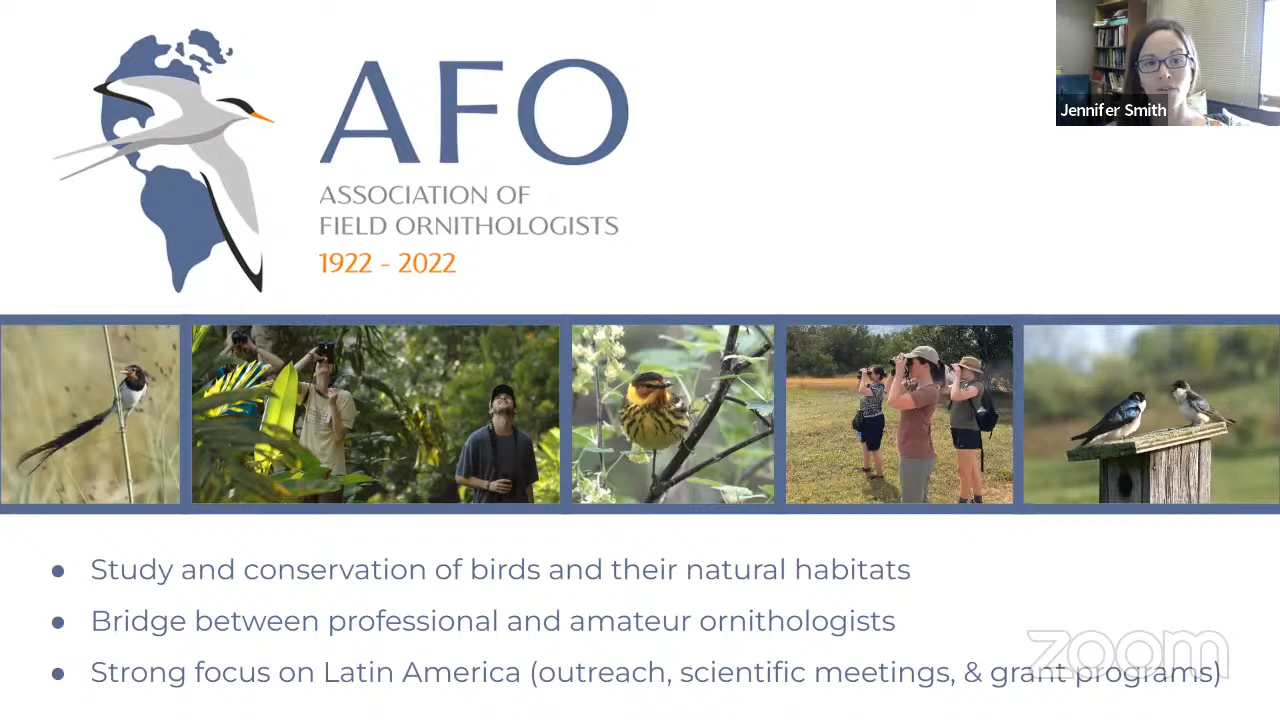 AFO
ASSOCIATION OF
FIELD ORNITHOLOGISTS
1922 - 2022
Jennifer Smith
● Study and conservation of birds and their natural habitats
● Bridge between professional and amateur ornithologists
● Strong focus on Latin America (outreach, scientific meetings, & grant programs)
zoom